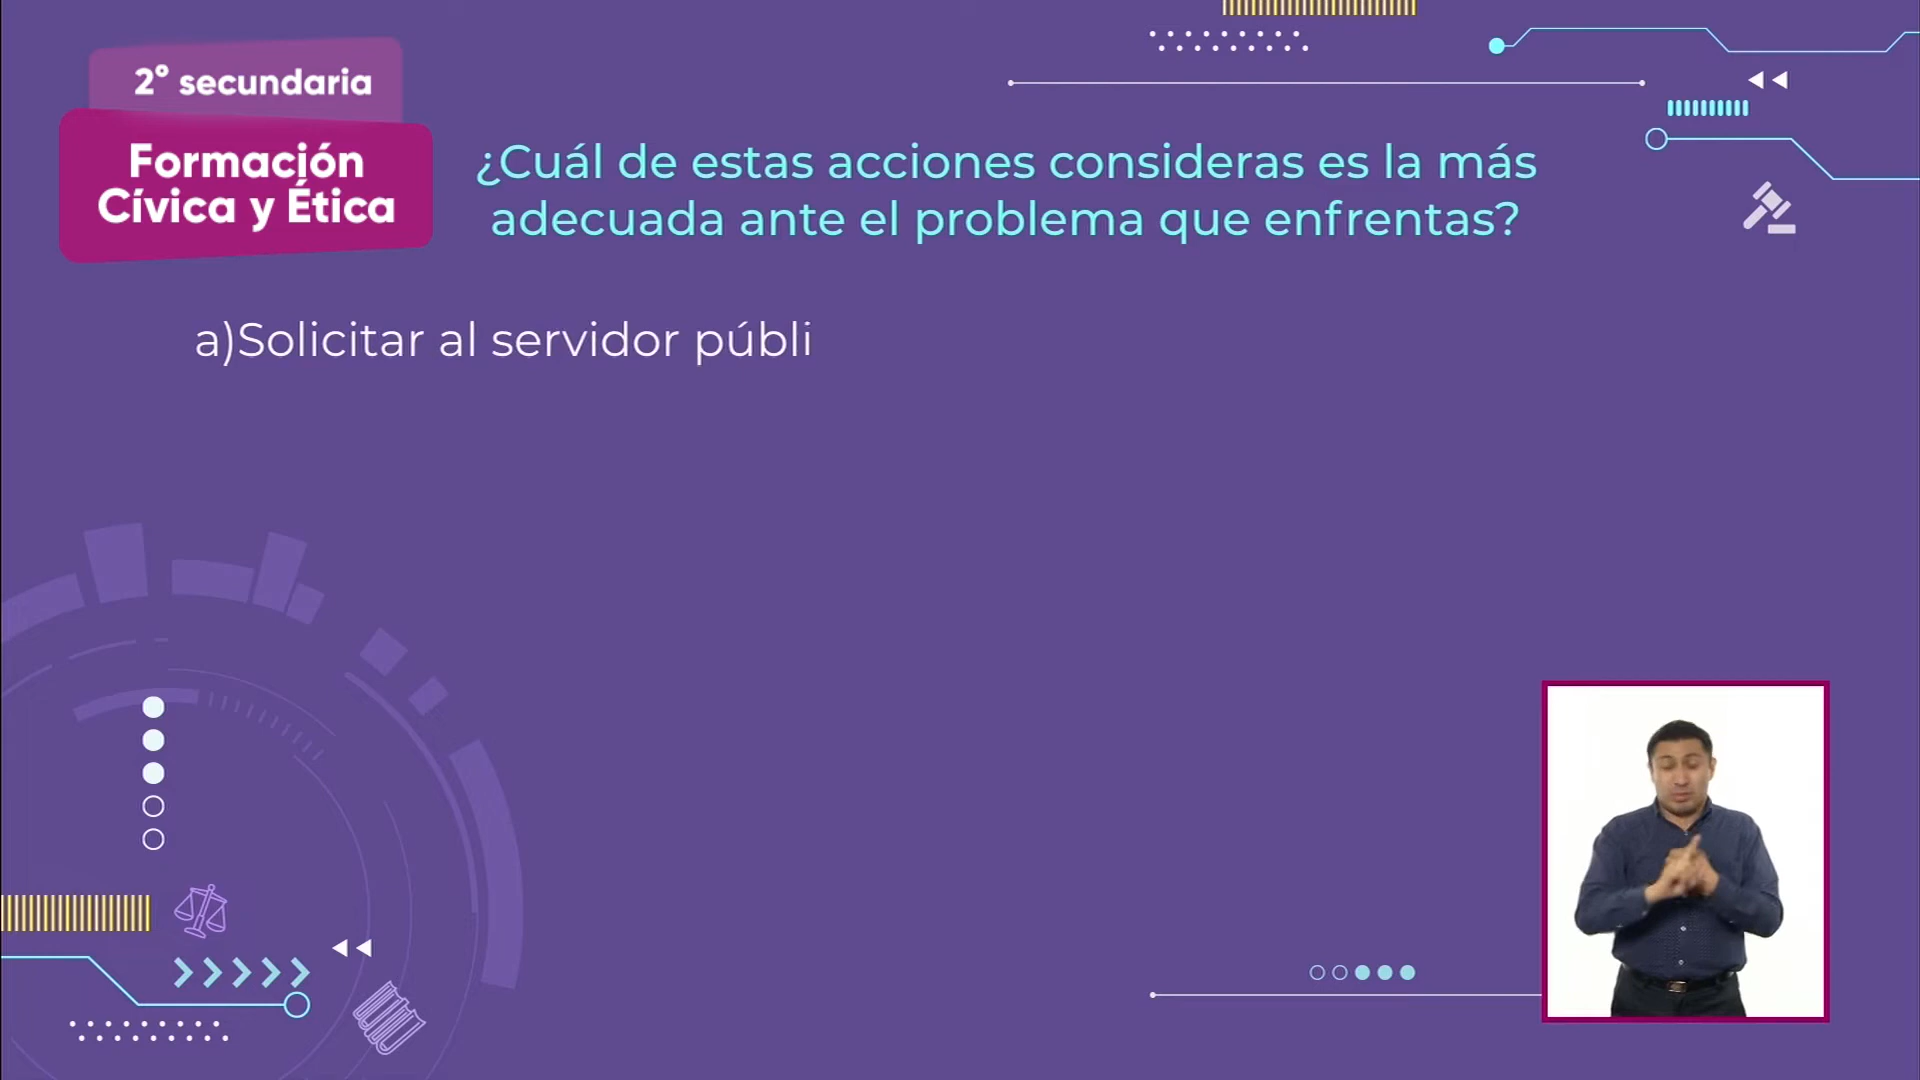 2° secundaria
Formación
Cívica y Ética
¿Cuál de estas acciones consideras es la más
adecuada ante el problema que enfrentas?
a)Solicitar al servidor públi